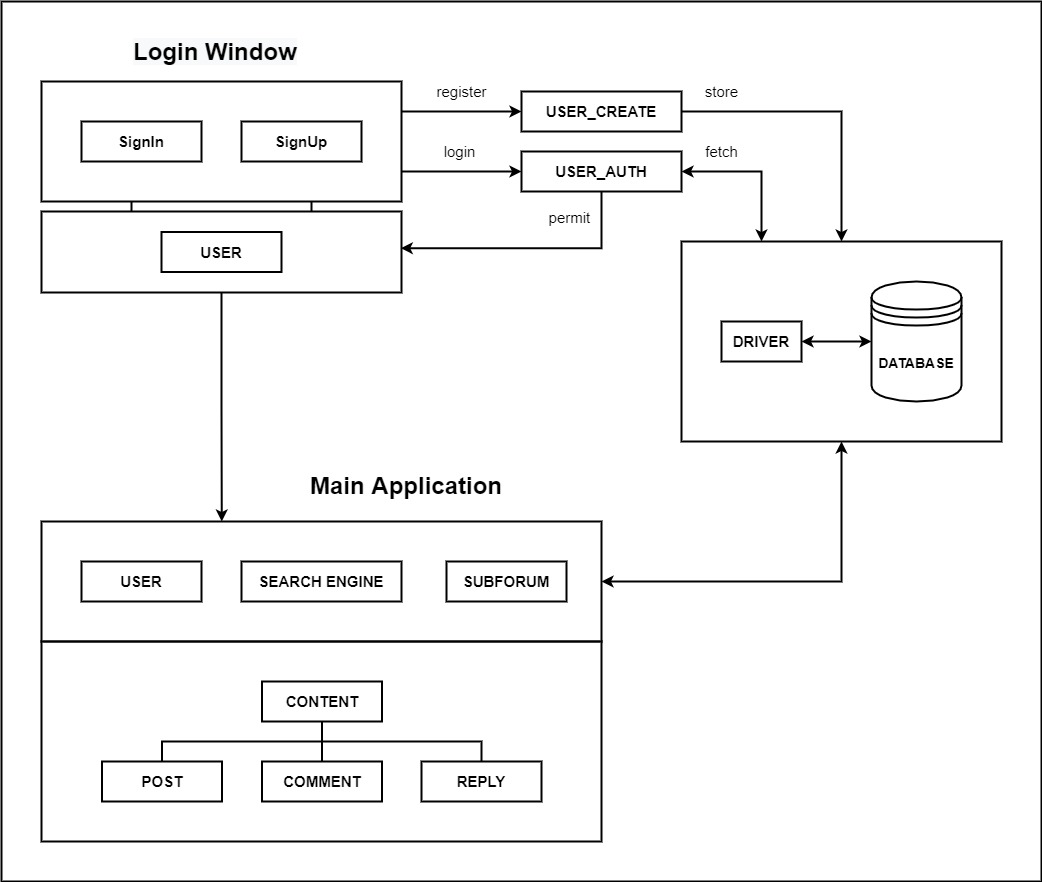 Login Window
register
USER_CREATE
store
SignIn
SignUp
login
USER_AUTH
fetch
permit
USER
DRIVER
DATABASE
Main Application
USER
SEARCH ENGINE
SUBFORUM
CONTENT
POST
COMMENT
REPLY